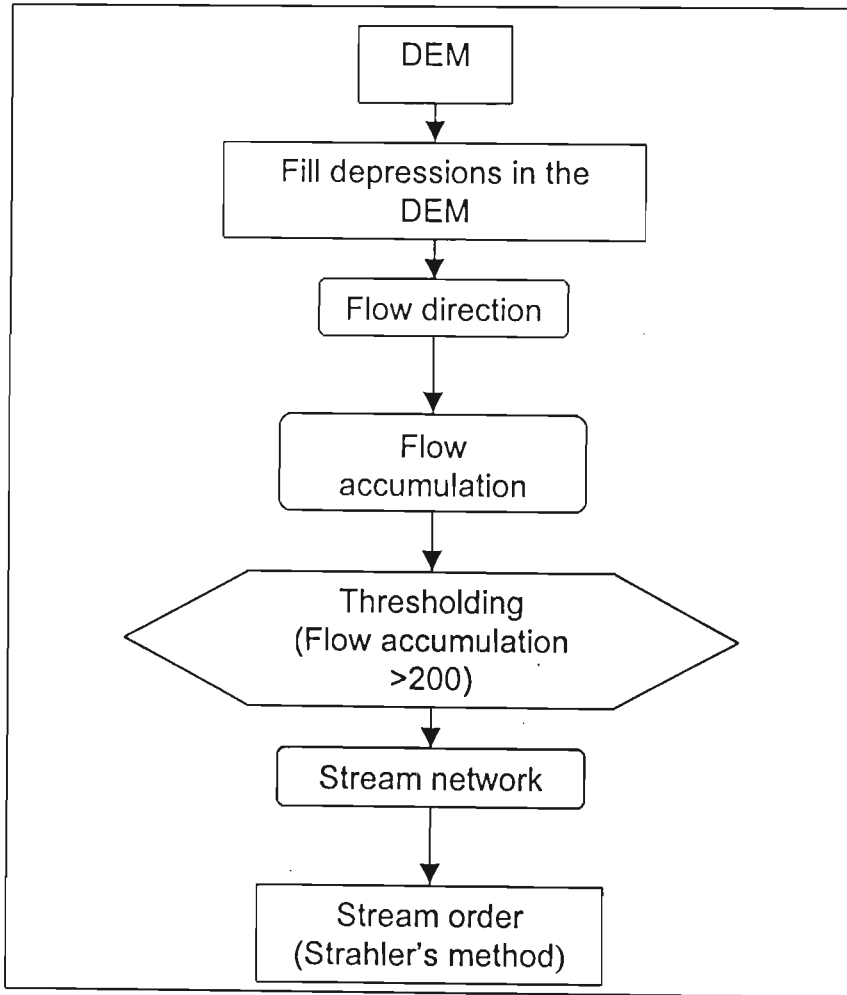 DEM
Fill depressions in the
DEM
Flow direction
Flow
accumulation
Thresholding
(Flow accumulation
>200)
Stream network
Stream order
(Strahler's method)